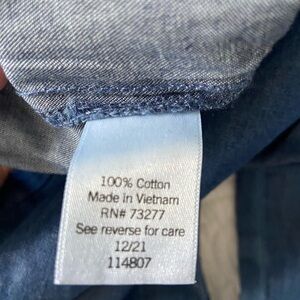 100% Cotton
Made in Vietnam
RN# 73277
See reverse for care
12/21
114807